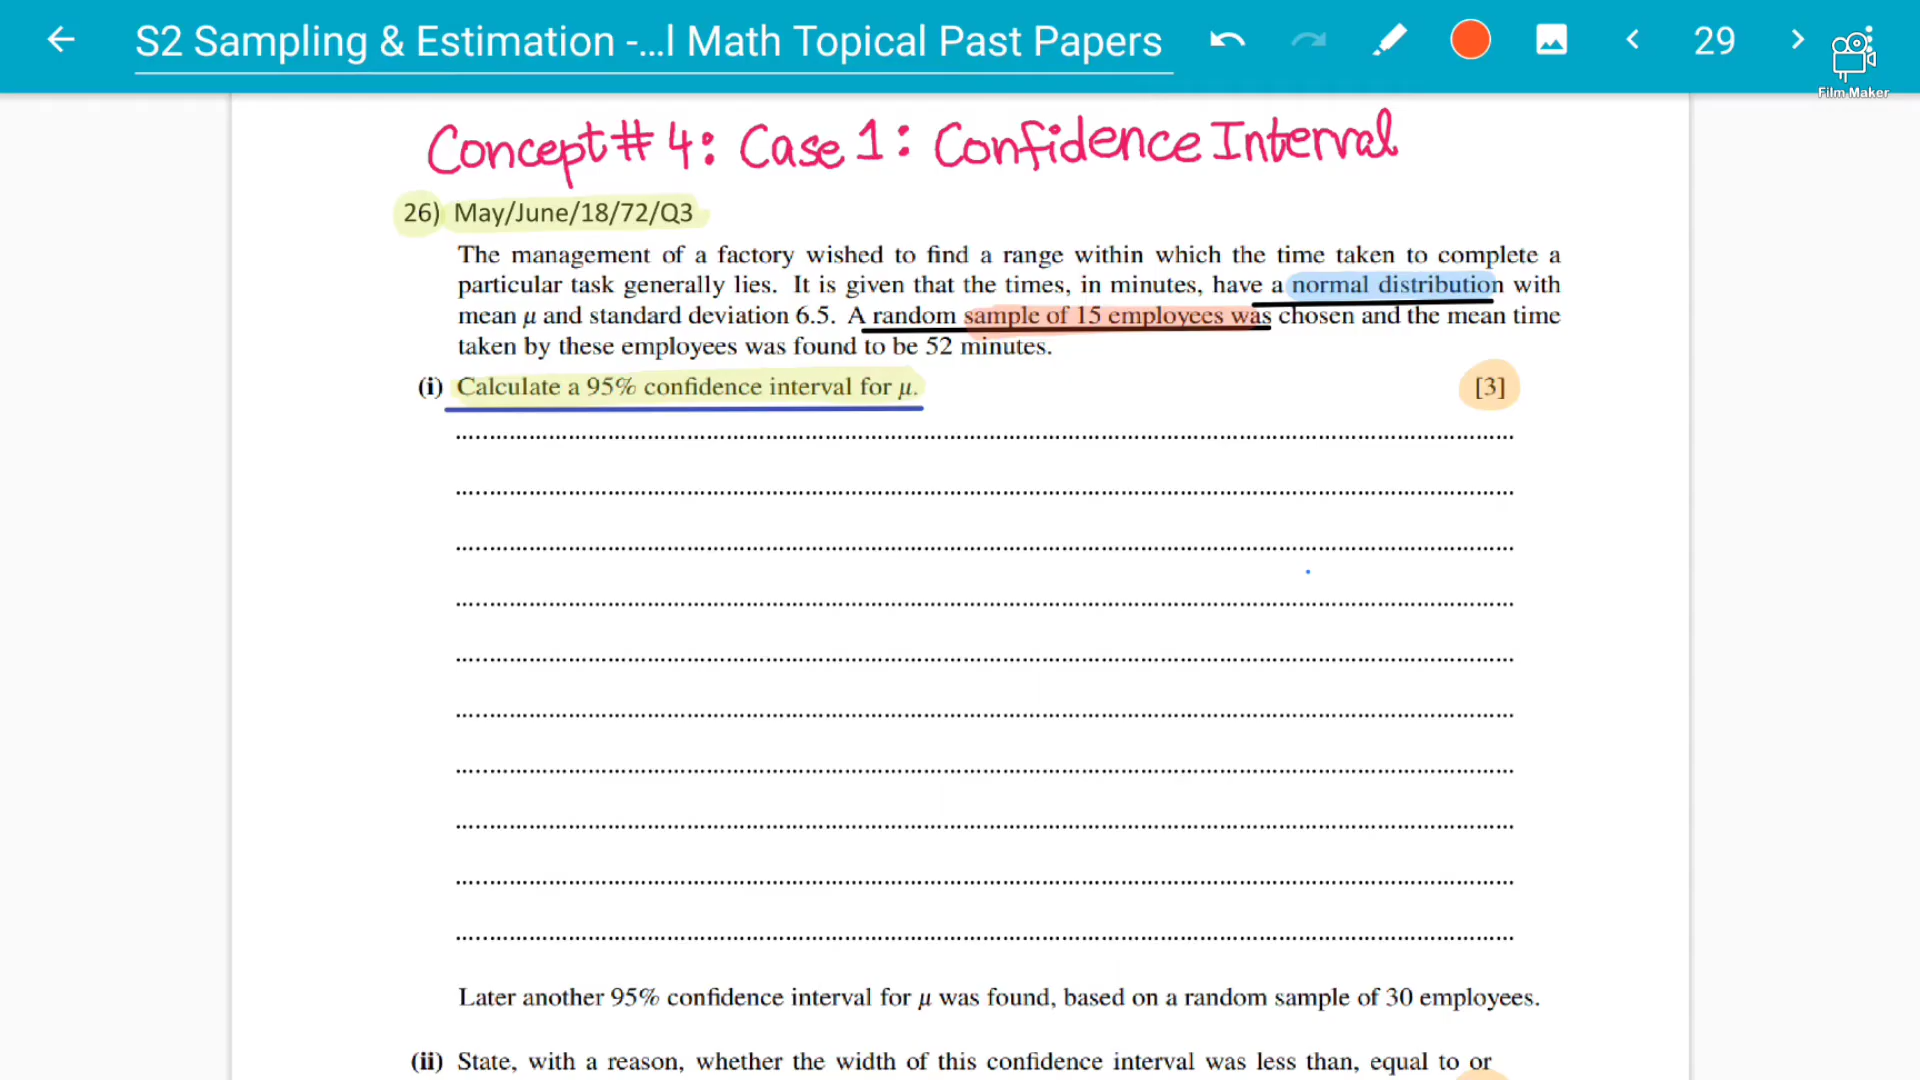 S2 Sampling & Estimation -...l Math Topical Past Papers
29
Film Maker
Concept # 4: Case 1: Confidence Interval
26) May/June/18/72/Q3
The management of a factory wished to find a range within which the time taken to complete a
particular task generally lies. It is given that the times, in minutes, have a normal distribution with
mean μ and standard deviation 6.5. A random sample of 15 employees was chosen and the mean time
taken by these employees was found to be 52 minutes.
(i) Calculate a 95% confidence interval for μ. [3]
Later another 95% confidence interval for μ was found, based on a random sample of 30 employees.
(ii) State, with a reason, whether the width of this confidence interval was less than, equal to or